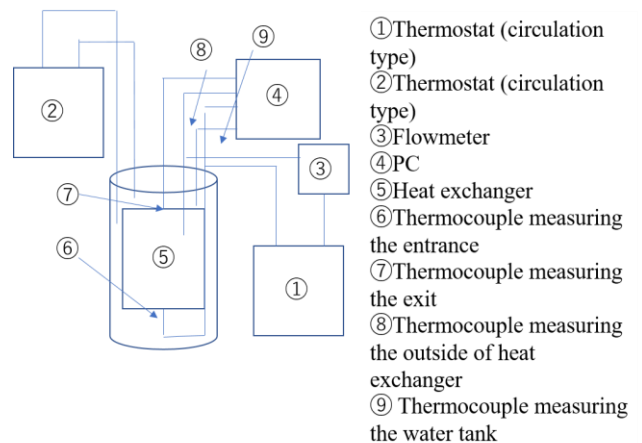 ⑨
⑧
②
④
③
⑦
⑥
⑤
①
①Thermostat (circulation
type)
②Thermostat (circulation
type)
③Flowmeter
④PC
⑤Heat exchanger
⑥Thermocouple measuring
the entrance
⑦Thermocouple measuring
the exit
⑧Thermocouple measuring
the outside of heat
exchanger
⑨ Thermocouple measuring
the water tank